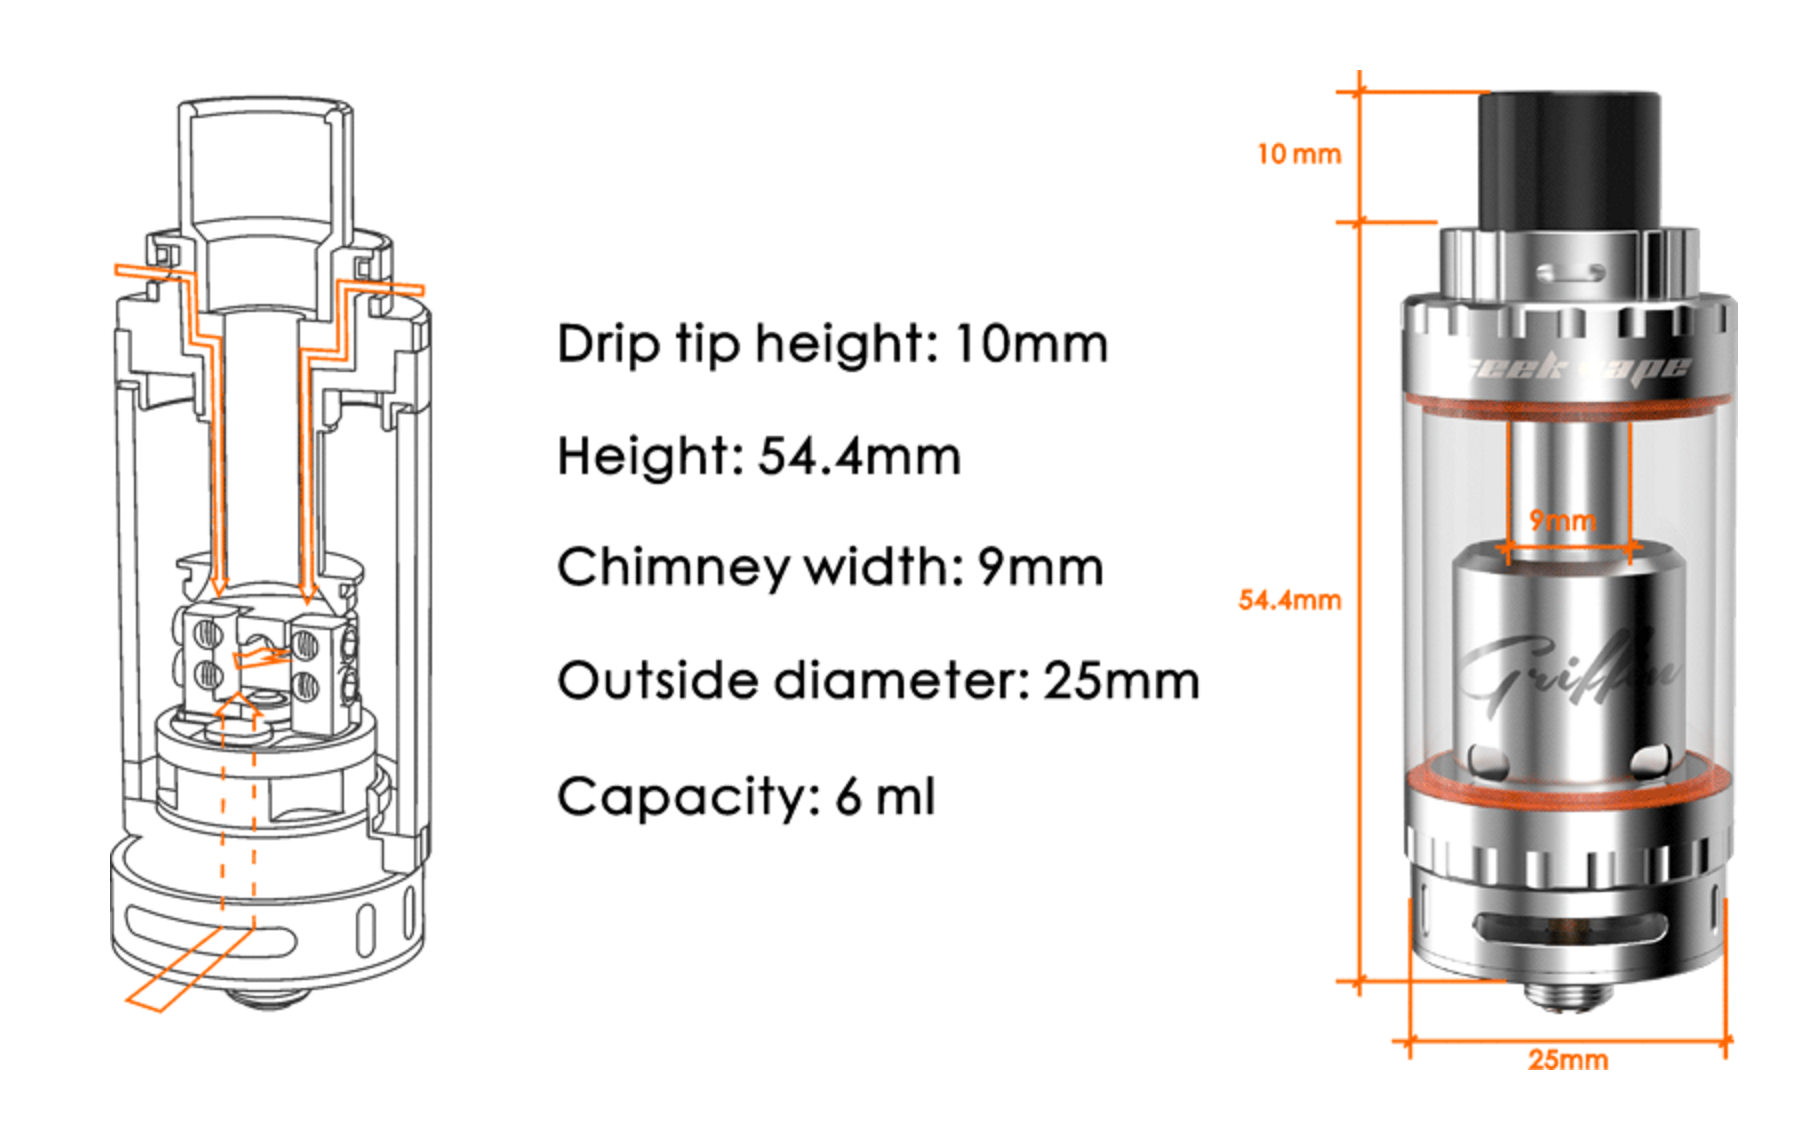 Drip tip height: 10mm
Height: 54.4mm
Chimney width: 9mm
Outside diameter: 25mm
Capacity: 6 ml
10 mm
9mm
54.4mm
Griffin
25mm